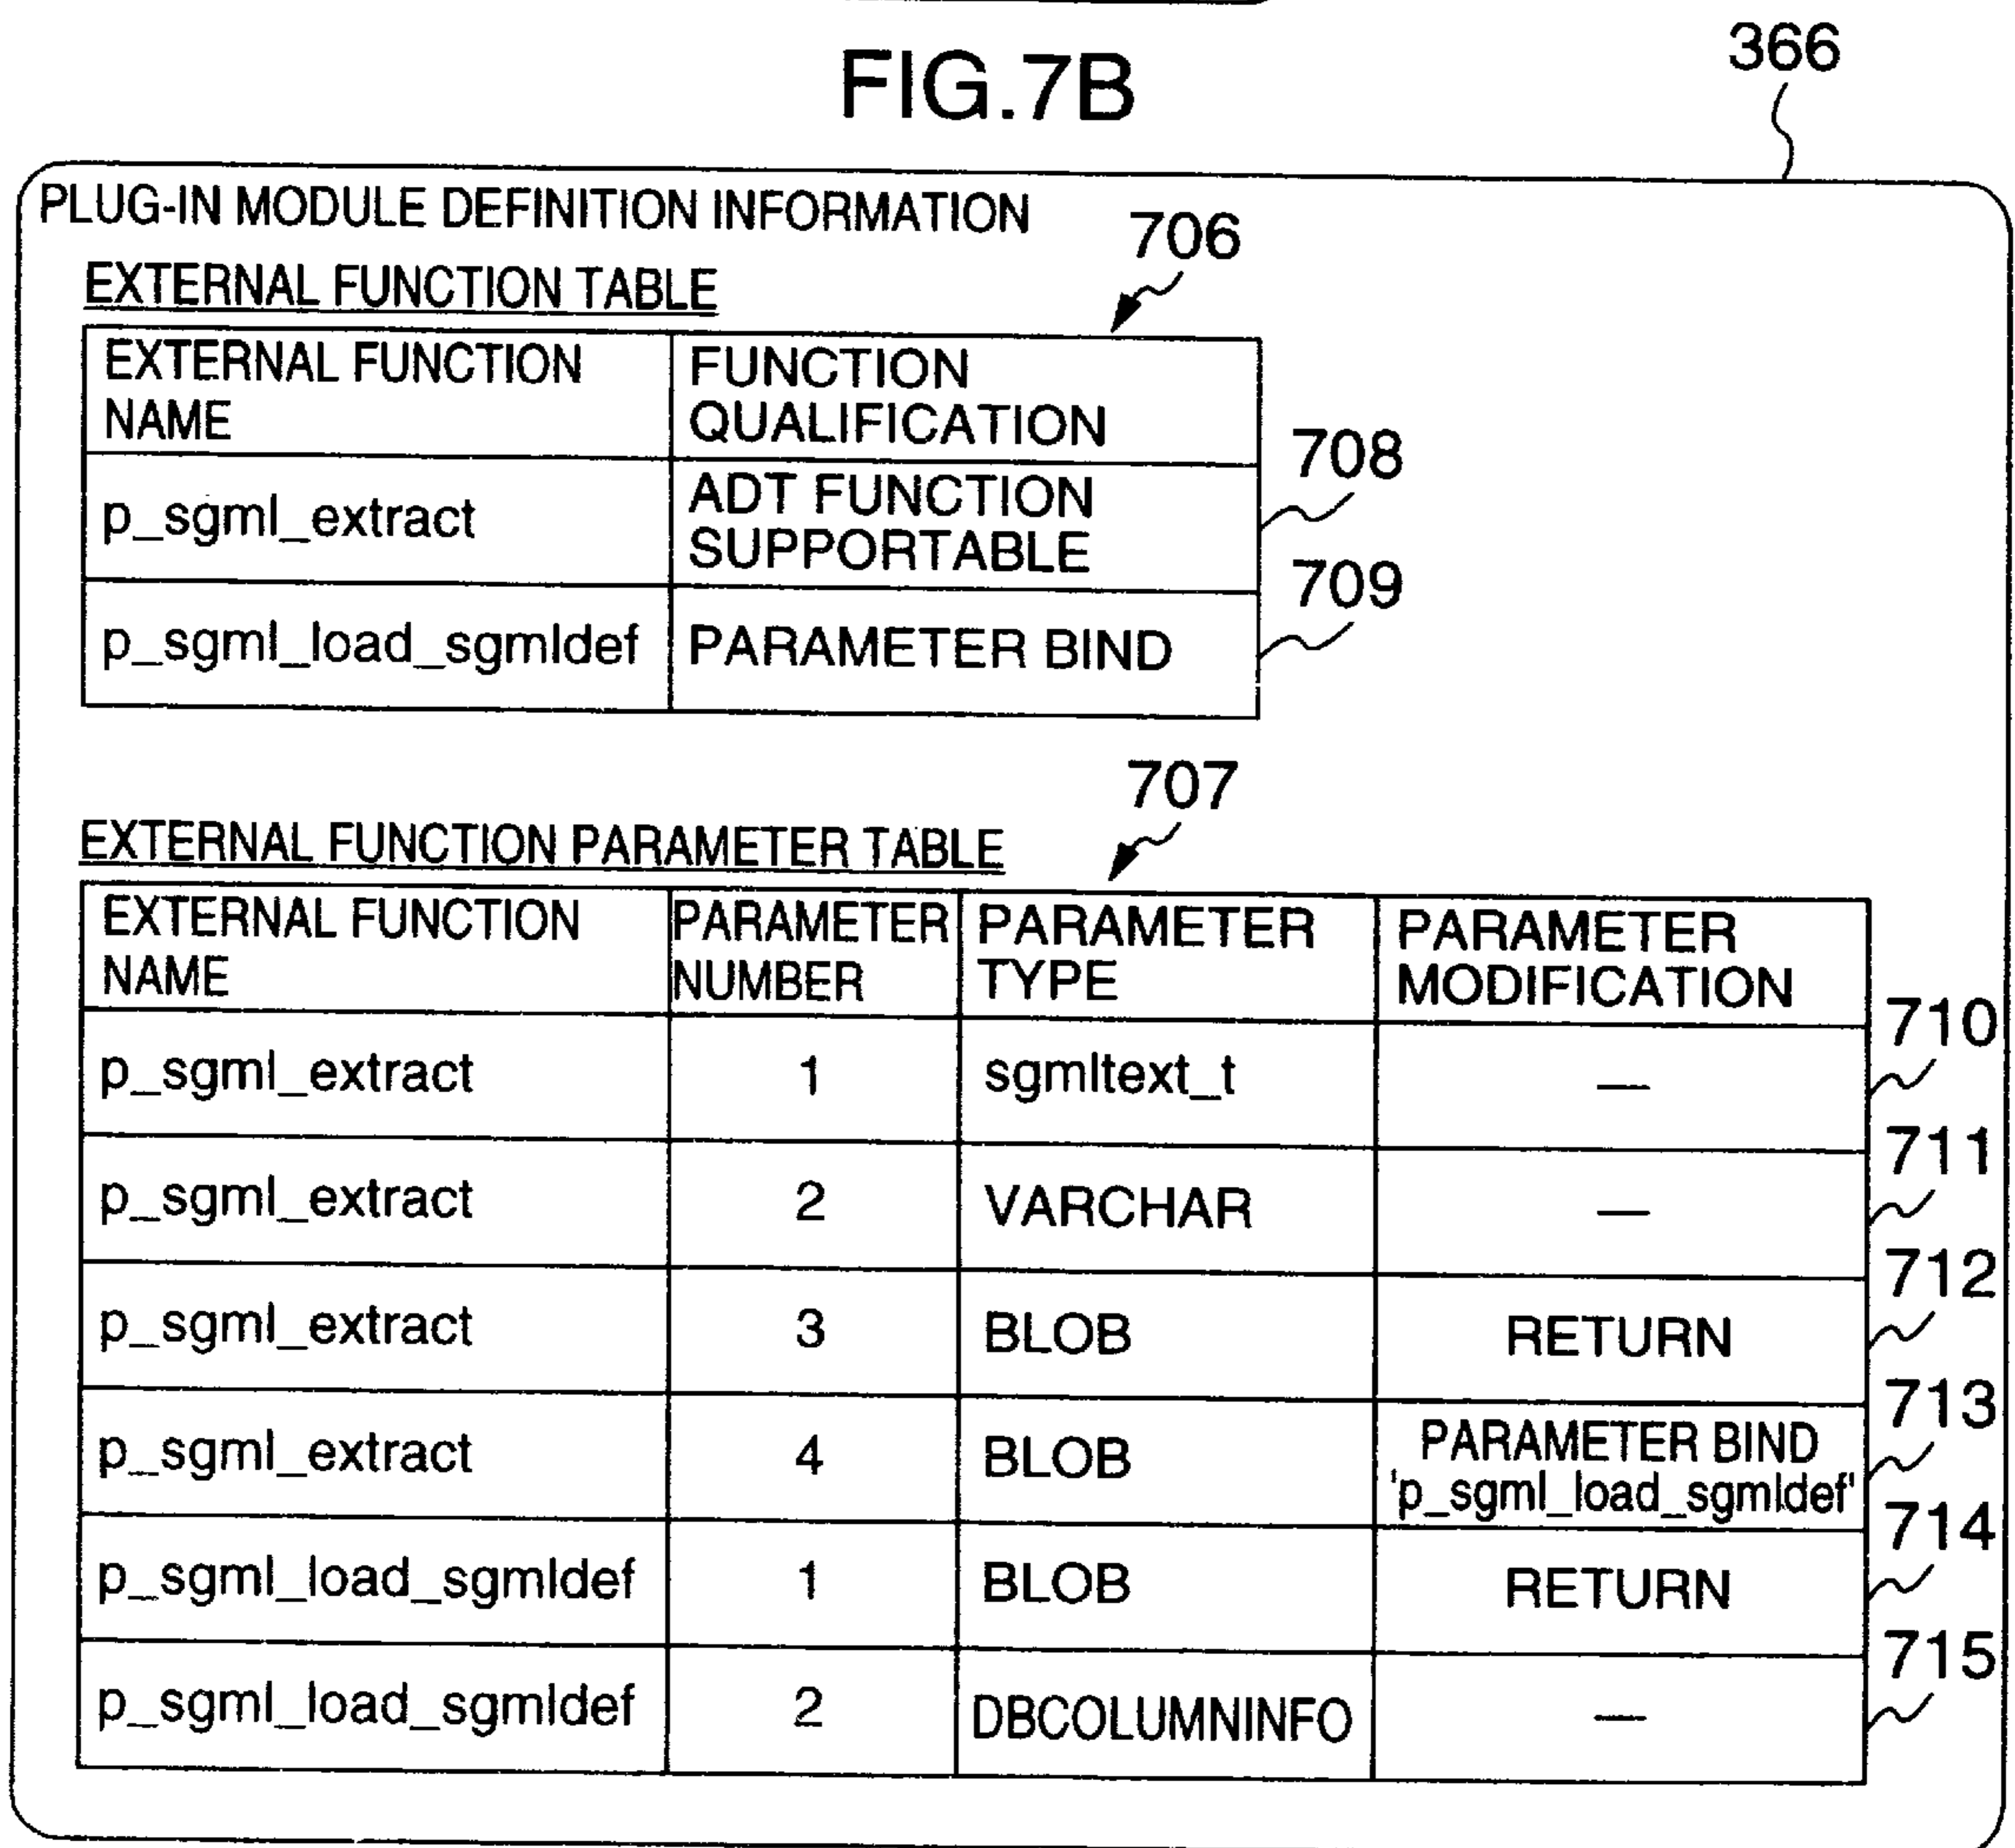 FIG.7B
366
PLUG-IN MODULE DEFINITION INFORMATION
706
EXTERNAL FUNCTION TABLE
EXTERNAL FUNCTION NAME
FUNCTION QUALIFICATION
p_sgml_extract
ADT FUNCTION SUPPORTABLE
708
p_sgml_load_sgmldef
PARAMETER BIND
709
707
EXTERNAL FUNCTION PARAMETER TABLE
EXTERNAL FUNCTION NAME
PARAMETER NUMBER
PARAMETER TYPE
PARAMETER MODIFICATION
p_sgml_extract 1 sgmltext_t — 710
p_sgml_extract 2 VARCHAR — 711
p_sgml_extract 3 BLOB RETURN 712
p_sgml_extract 4 BLOB PARAMETER BIND 'p_sgml_load_sgmldef' 713
p_sgml_load_sgmldef 1 BLOB RETURN 714
p_sgml_load_sgmldef 2 DBCOLUMNINFO — 715